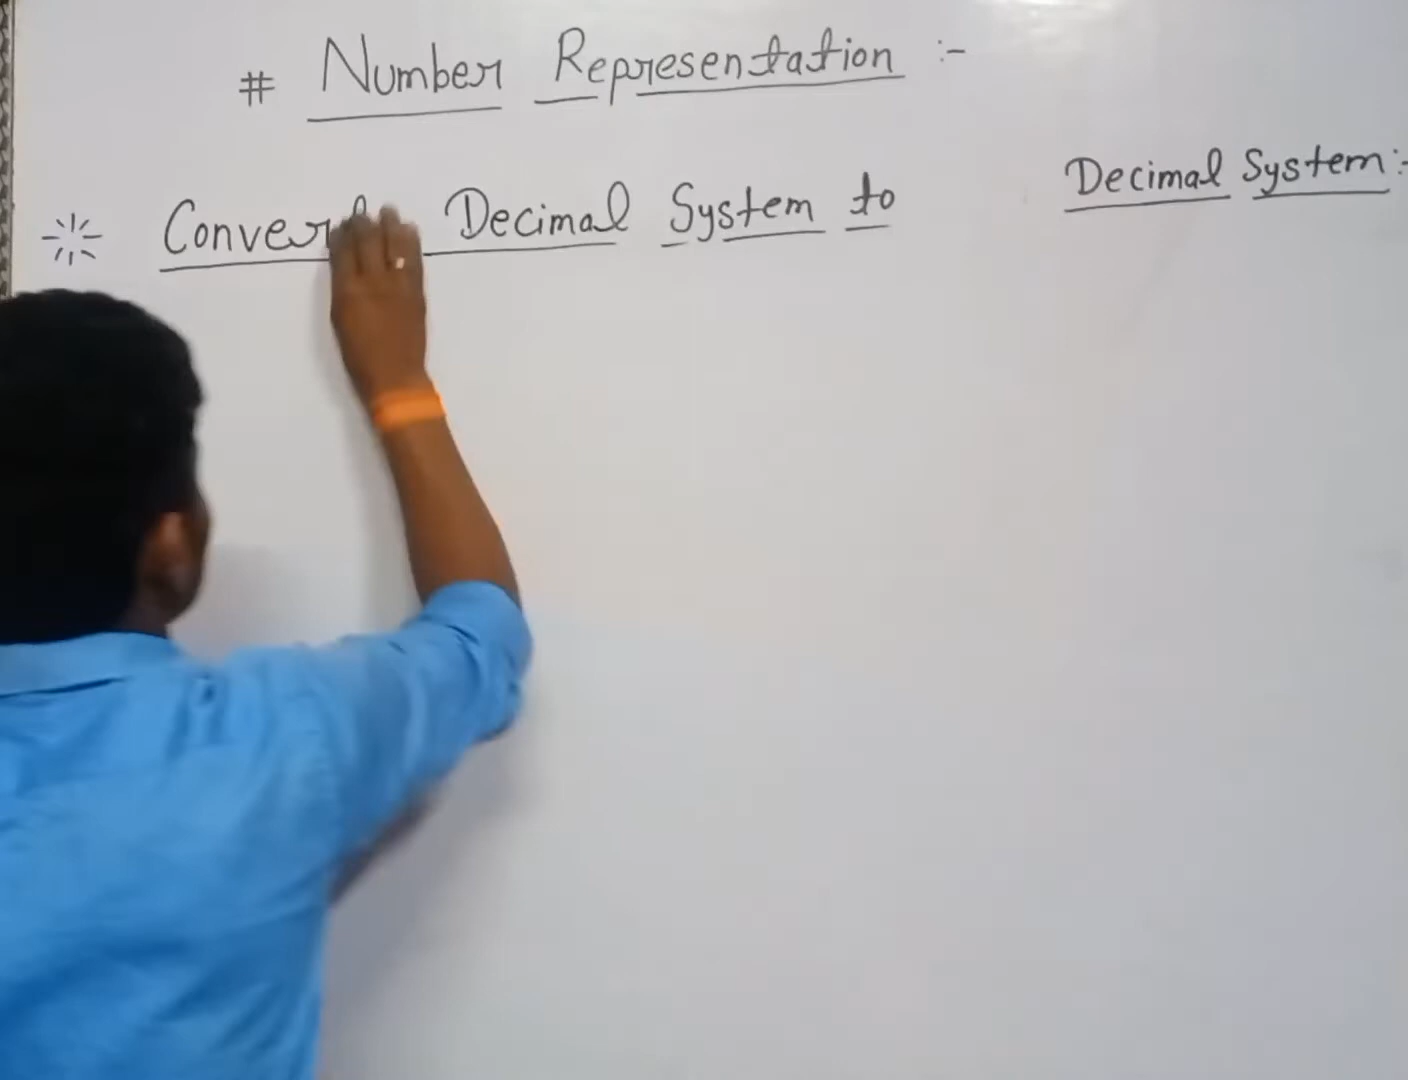 # Number Representation :-
Decimal System to Decimal System :-